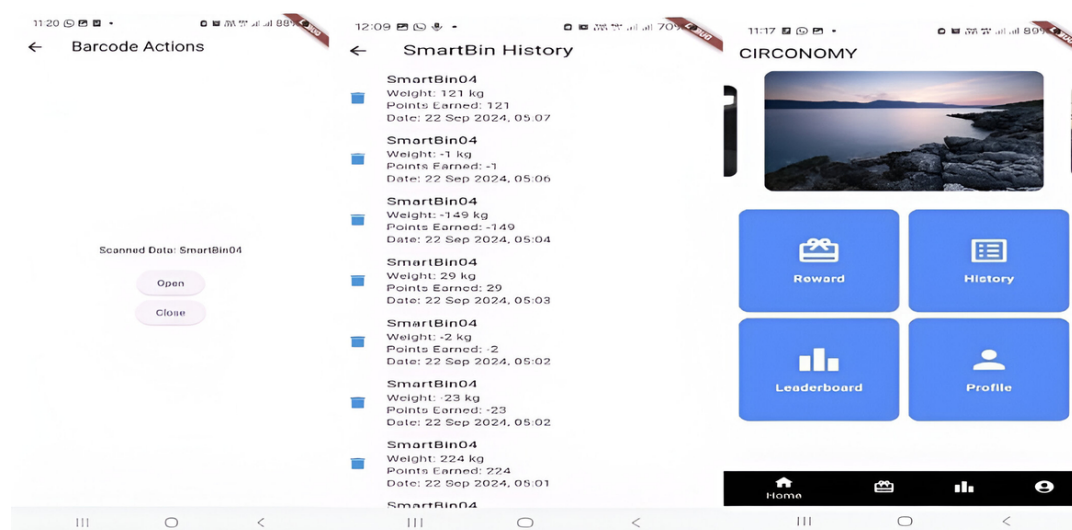 11:20
88%
Barcode Actions
Scanned Data: SmartBin04
Open
Close
12:09
70%
SmartBin History
SmartBin04
Weight: 121 kg
Points Earned: 121
Date: 22 Sep 2024, 05:07
SmartBin04
Weight: -1 kg
Points Earned: -1
Date: 22 Sep 2024, 05:06
SmartBin04
Weight: -149 kg
Points Earned: -149
Date: 22 Sep 2024, 05:04
SmartBin04
Weight: 29 kg
Points Earned: 29
Date: 22 Sep 2024, 05:03
SmartBin04
Weight: -2 kg
Points Earned: -2
Date: 22 Sep 2024, 05:02
SmartBin04
Weight: -23 kg
Points Earned: -23
Date: 22 Sep 2024, 05:02
SmartBin04
Weight: 224 kg
Points Earned: 224
Date: 22 Sep 2024, 05:01
SmartBin04
11:17
89%
CIRCONOMY
Reward
History
Leaderboard
Profile
Home